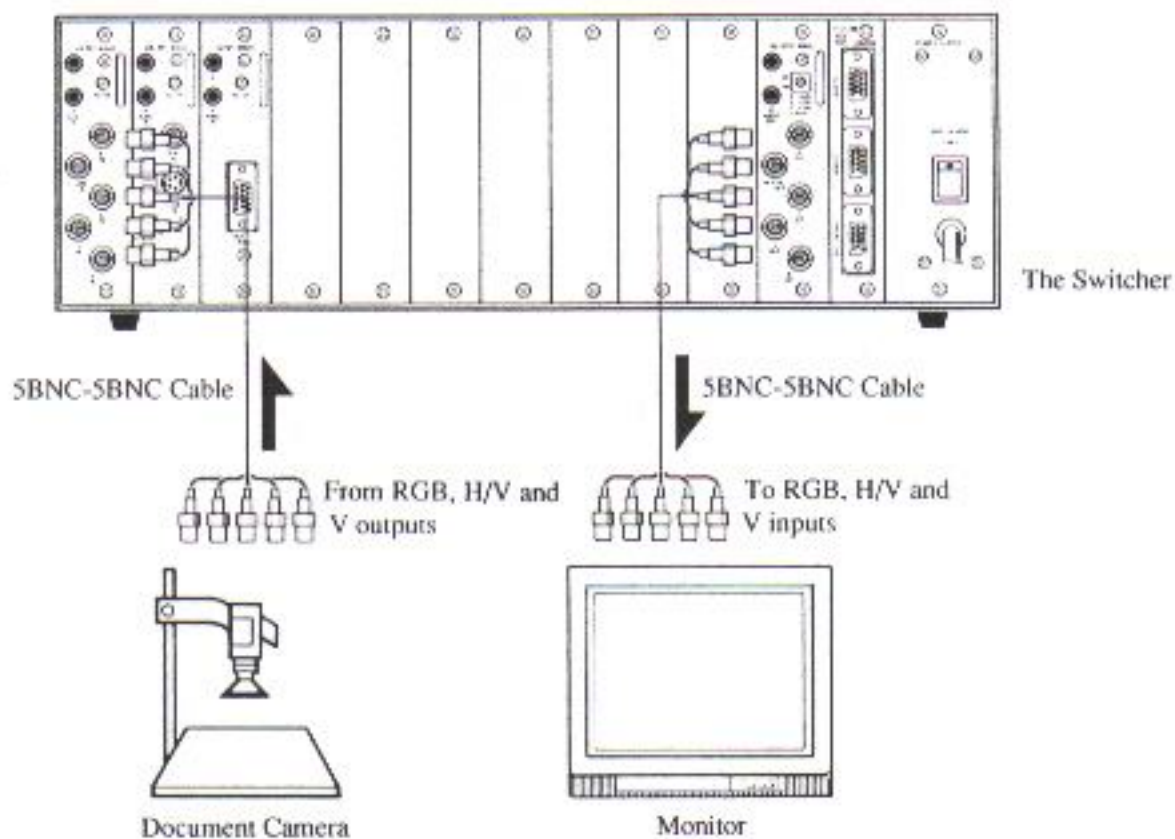 The Switcher
5BNC-5BNC Cable
5BNC-5BNC Cable
From RGB, H/V and
V outputs
To RGB, H/V and
V inputs
Document Camera
Monitor